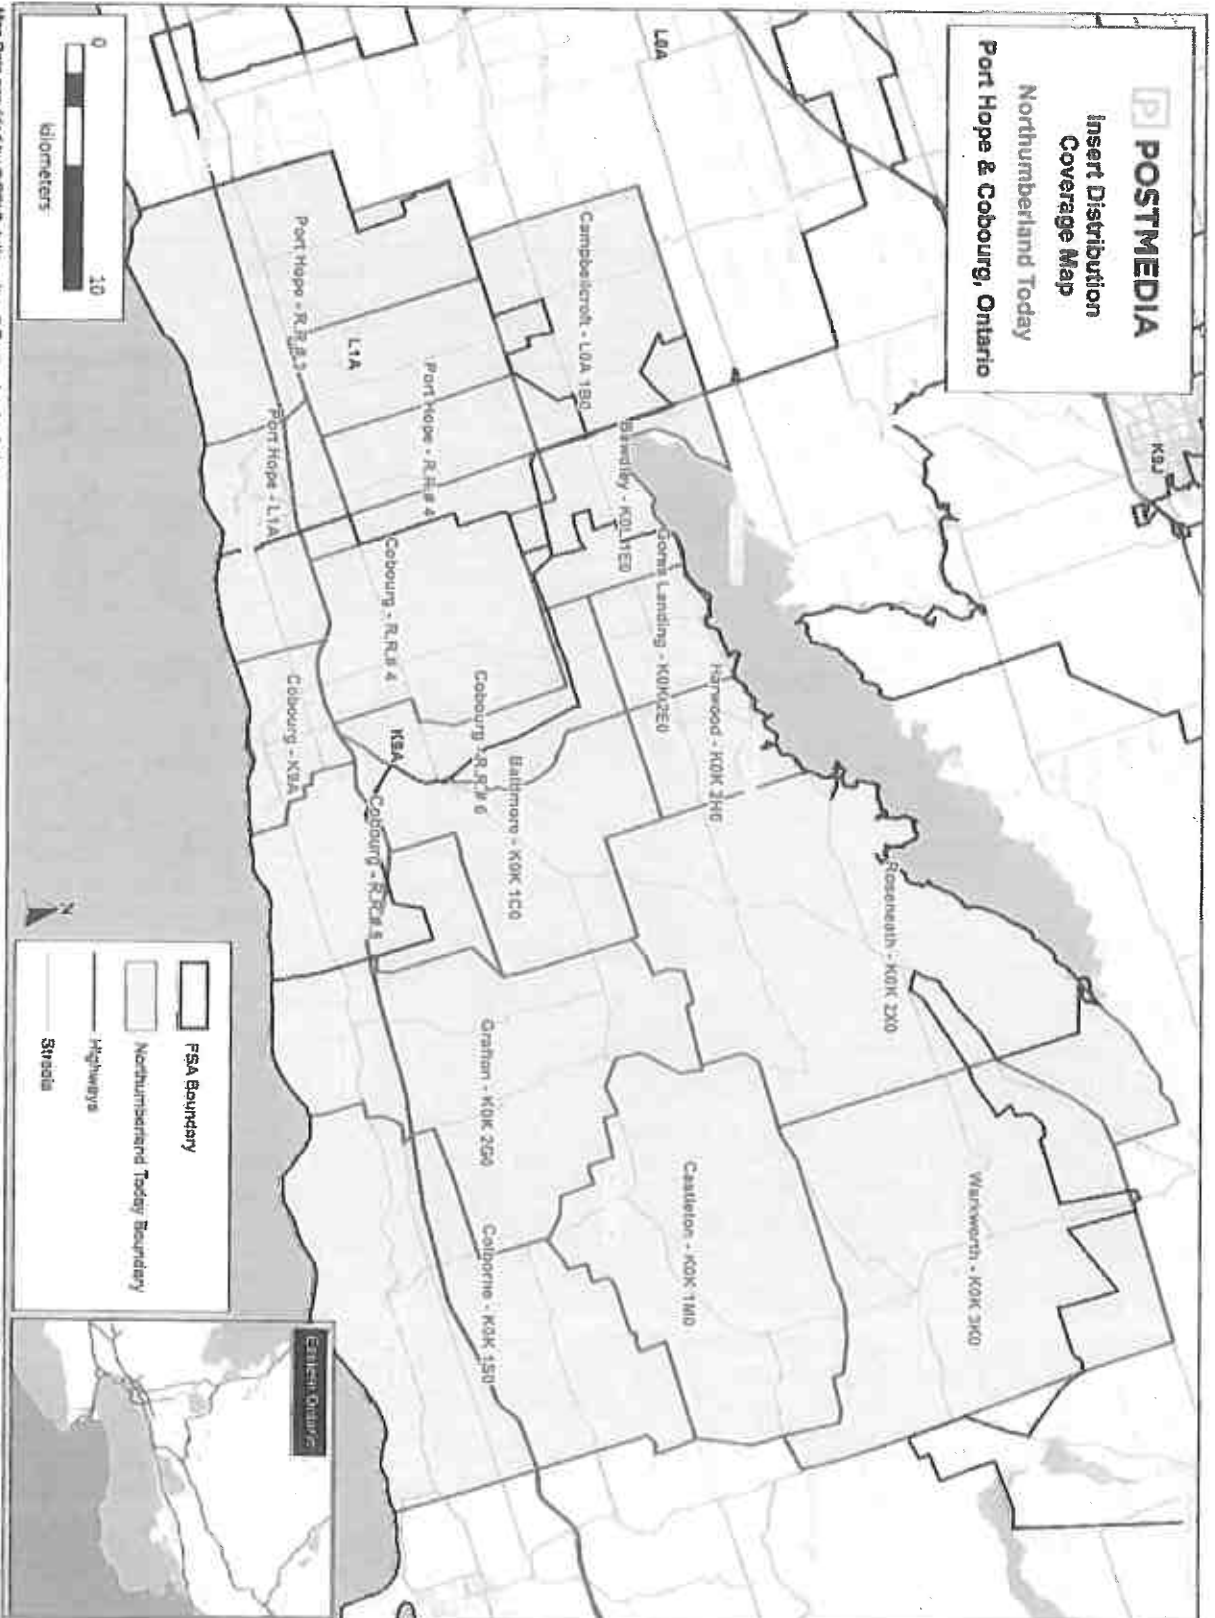 POSTMEDIA
Insert Distribution
Coverage Map
Northumberland Today
Port Hope & Cobourg, Ontario
L0A
K9J
Campbellcroft - L0A 1B0
Bewdley - K0L 1E0
Gores Landing - K0K 2E0
Harwood - K0K 2H0
Roseneath - K0K 2X0
Warkworth - K0K 3K0
Castleton - K0K 1M0
Port Hope - R.R.# 4
L1A
Port Hope - L1A
Cobourg - R.R.# 4
Cobourg - R.R.# 6
Baltimore - K0K 1C0
K9A
Cobourg - K9A
Grafton - K0K 2G0
Colborne - K0K 1S0
0 10
kilometers
N
FSA Boundary
Northumberland Today Boundary
Highways
Streets
Eastern Ontario